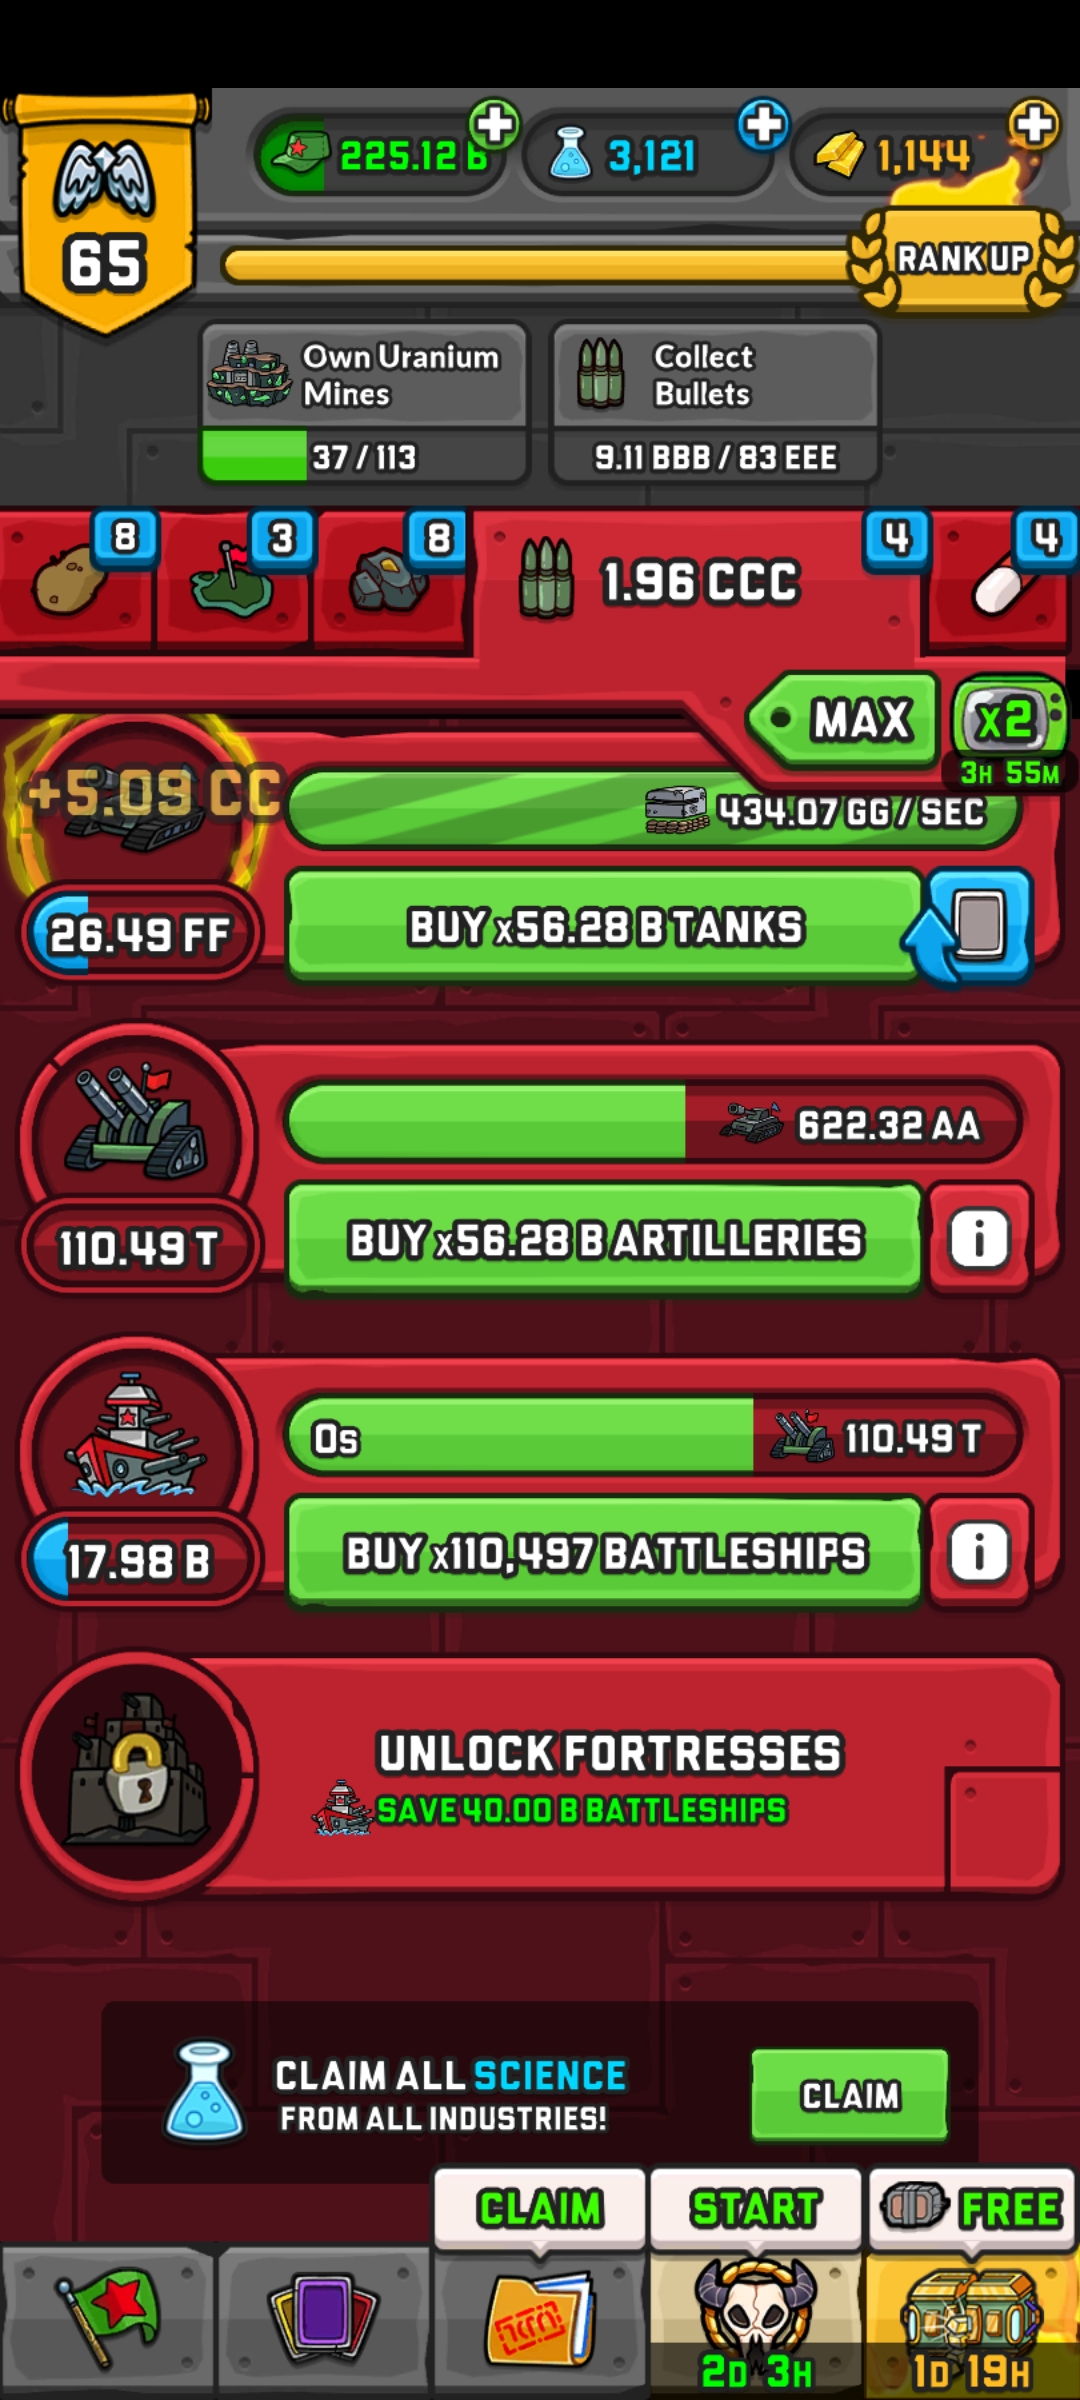 225.12 B
3,121
1,144
65
RANK UP
Own Uranium
Mines
37 / 113
Collect
Bullets
9.11 BBB / 83 EEE
8
3
8
1.96 CCC
4
4
MAX
x2
3H 55M
+5.09 CC
434.07 GG / SEC
26.49 FF
BUY x56.28 B TANKS
622.32 AA
110.49 T
BUY x56.28 B ARTILLERIES
i
0s
110.49 T
17.98 B
BUY x110,497 BATTLESHIPS
i
UNLOCK FORTRESSES
SAVE 40.00 B BATTLESHIPS
CLAIM ALL SCIENCE
FROM ALL INDUSTRIES!
CLAIM
CLAIM
START
FREE
2D 3H
1D 19H